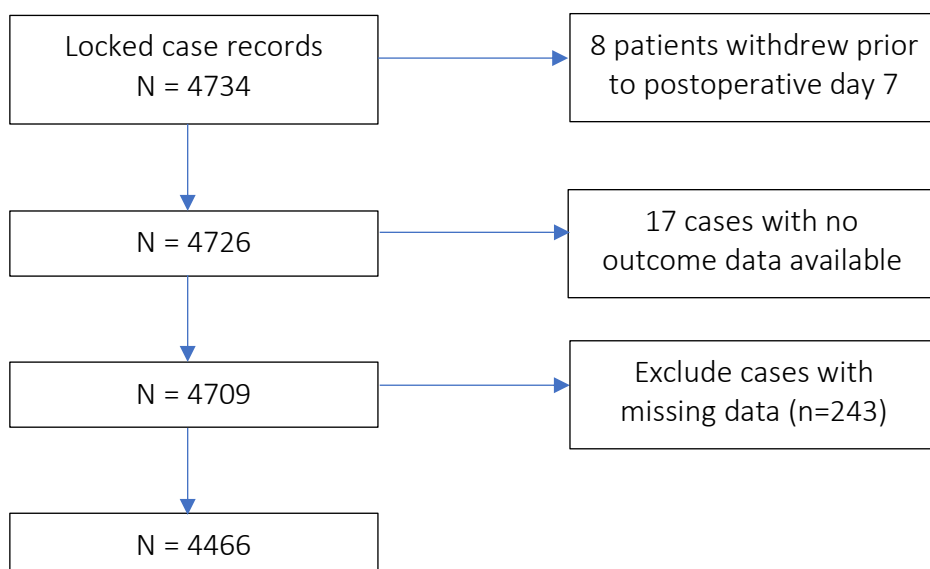 Locked case records
N = 4734
8 patients withdrew prior
to postoperative day 7
N = 4726
17 cases with no
outcome data available
N = 4709
Exclude cases with
missing data (n=243)
N = 4466